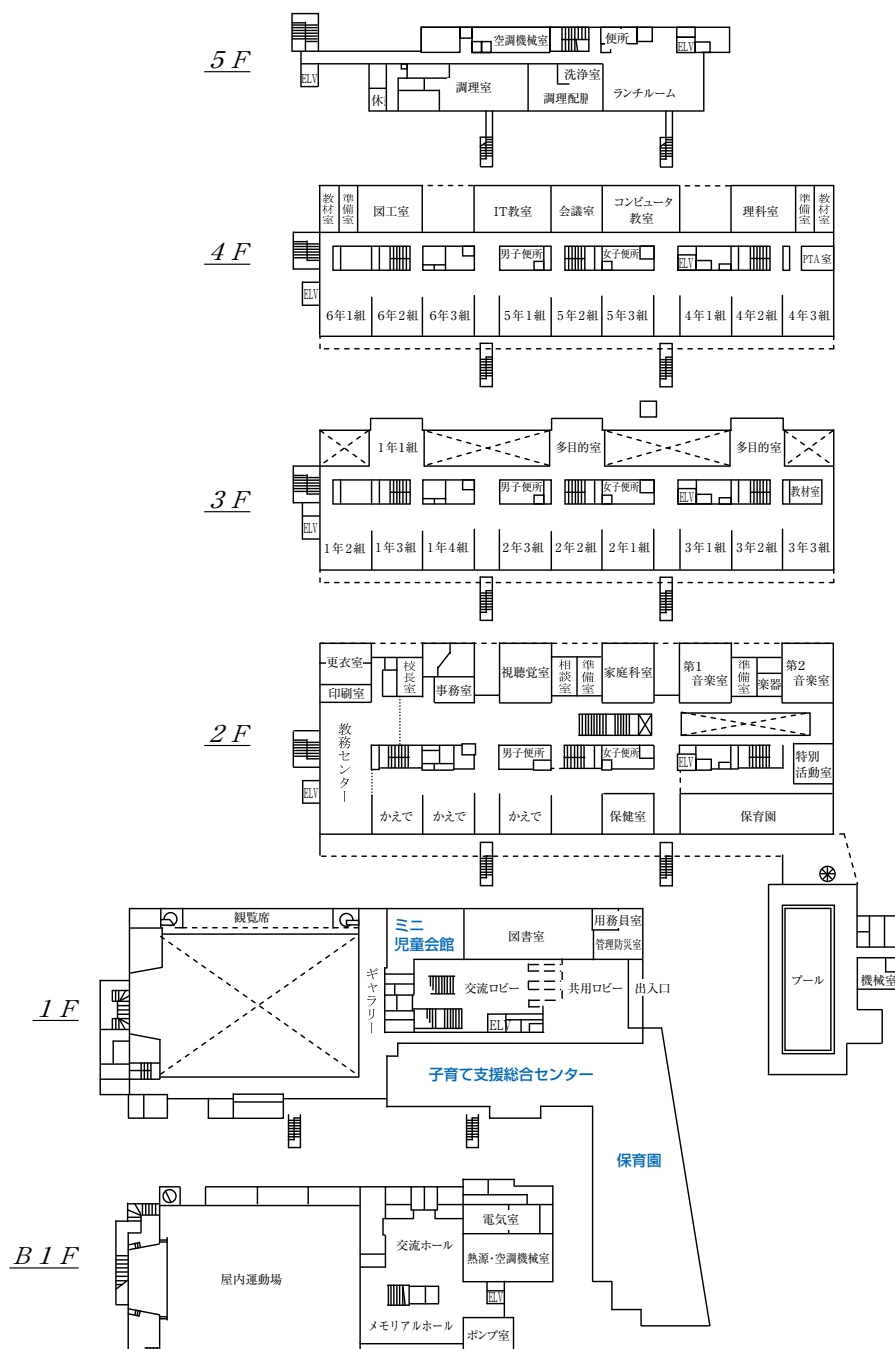 5F
空調機械室
便所
ELV
ELV
休
調理室
洗浄室
調理配膳
ランチルーム
4F
教材室
準備室
図工室
IT教室
会議室
コンピュータ
教室
理科室
準備室
教材室
男子便所
女子便所
ELV
PTA室
ELV
6年1組
6年2組
6年3組
5年1組
5年2組
5年3組
4年1組
4年2組
4年3組
3F
1年1組
多目的室
多目的室
男子便所
女子便所
ELV
教材室
ELV
1年2組
1年3組
1年4組
2年3組
2年2組
2年1組
3年1組
3年2組
3年3組
2F
更衣室
印刷室
校長室
事務室
視聴覚室
相談室
準備室
家庭科室
第1
音楽室
準備室
楽器
第2
音楽室
教務センター
男子便所
女子便所
ELV
特別
活動室
ELV
かえで
かえで
かえで
保健室
保育園
1F
観覧席
ギャラリー
ミニ
児童会館
図書室
用務員室
管理防災室
交流ロビー
共用ロビー
出入口
ELV
プール
機械室
子育て支援総合センター
保育園
B1F
屋内運動場
交流ホール
電気室
熱源・空調機械室
ELV
メモリアルホール
ポンプ室